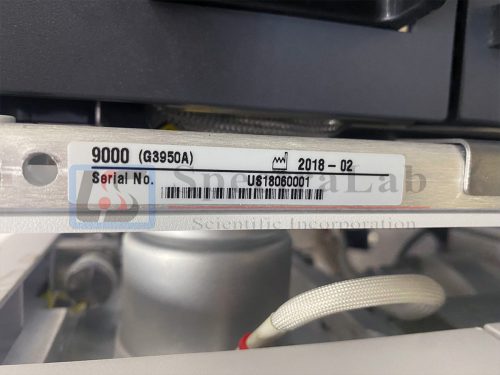 9000 (G3950A) 2018-02
Serial No. US18060001
SpectraLab
Scientific Incorporation